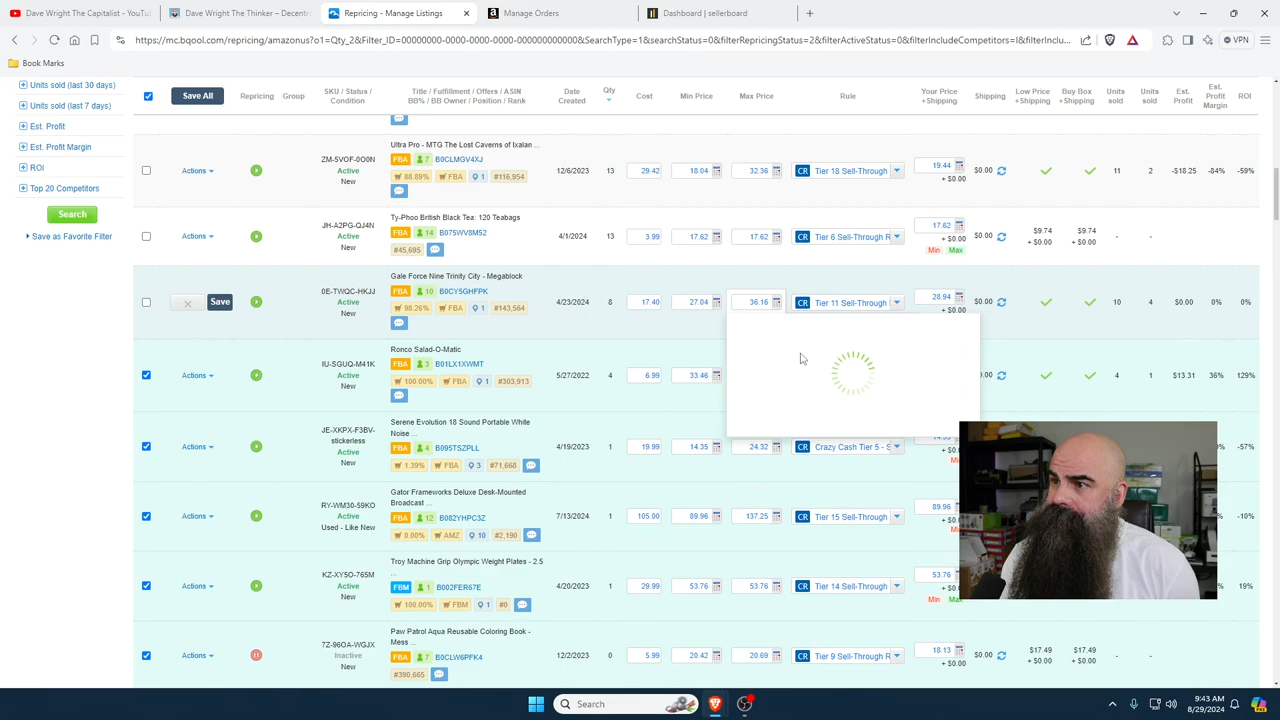 Dave Wright The Capitalist - YouTub
Dave Wright The Thinker – Decentr
Repricing - Manage Listings
Manage Orders
Dashboard | sellerboard
https://mc.bqool.com/repricing/amazonus?o1=Qty_2&Filter_ID=00000000-0000-0000-0000-000000000000&SearchType=1&searchStatus=0&filterRepricingStatus=2&filterActiveStatus=0&filterIncludeCompetitors=I&filterInclu...
VPN
Book Marks
Units sold (last 30 days)
Units sold (last 7 days)
Est. Profit
Est. Profit Margin
ROI
Top 20 Competitors
Search
Save as Favorite Filter
Save All
Repricing
Group
SKU / Status / Condition
Title / Fulfillment / Offers / ASIN
BB% / BB Owner / Position / Rank
Date Created
Qty
Cost
Min Price
Max Price
Rule
Your Price +Shipping
Shipping
Low Price +Shipping
Buy Box +Shipping
Units sold
Units sold
Est. Profit
Est. Profit Margin
ROI
Ultra Pro - MTG The Lost Caverns of Ixalan ...
Actions
ZM-5VOF-0O0N
Active
New
FBA 7 B0CLMGV4XJ
88.89% FBA 1 #116,954
12/6/2023 13 29.42 18.04 32.36 CR Tier 18 Sell-Through 19.44 + $0.00 $0.00 11 2 -$18.25 -84% -59%
Ty-Phoo British Black Tea: 120 Teabags
Actions
JH-A2PG-QJ4N
Active
New
FBA 14 B075WV8M52
#45,695
4/1/2024 13 3.99 17.62 17.62 CR Tier 6 Sell-Through R 17.62 + $0.00 $0.00 $9.74 + $0.00 $9.74 + $0.00 - -
Min Max
Gale Force Nine Trinity City - Megablock
Save
0E-TWQC-HKJJ
Active
New
FBA 10 B0CY5GHFPK
98.26% FBA 1 #143,564
4/23/2024 8 17.40 27.04 36.16 CR Tier 11 Sell-Through 28.94 + $0.00 $0.00 10 4 $0.00 0% 0%
Ronco Salad-O-Matic
Actions
IU-SGUQ-M41K
Active
New
FBA 3 B01LX1XWMT
100.00% FBA 1 #303,913
5/27/2022 4 6.99 33.46 0.00 4 1 $13.31 36% 129%
Serene Evolution 18 Sound Portable White Noise ...
Actions
JE-XKPX-F3BV-stickerless
Active
New
FBA 4 B095TSZPLL
1.39% FBA 3 #71,668
4/19/2023 1 19.99 14.35 24.32 CR Crazy Cash Tier 5 - S
Gator Frameworks Deluxe Desk-Mounted Broadcast ...
Actions
RY-WM30-59KO
Active
Used - Like New
FBA 12 B082YHPC3Z
0.00% AMZ 10 #2,190
7/13/2024 1 105.00 89.96 137.25 CR Tier 15 Sell-Through 89.96
Troy Machine Grip Olympic Weight Plates - 2.5 ...
Actions
KZ-XY5O-765M
Active
New
FBM 1 B002FER67E
100.00% FBM 1 #0
4/20/2023 1 29.99 53.76 53.76 CR Tier 14 Sell-Through 53.76
Min
Paw Patrol Aqua Reusable Coloring Book - Mess ...
Actions
7Z-96OA-WGJX
Inactive
New
FBA 7 B0CLW6PFK4
#390,665
12/2/2023 0 5.99 20.42 20.69 CR Tier 9 Sell-Through R 18.13 + $0.00 $0.00 $17.49 + $0.00 $17.49 + $0.00 - -
Search
9:43 AM
8/29/2024